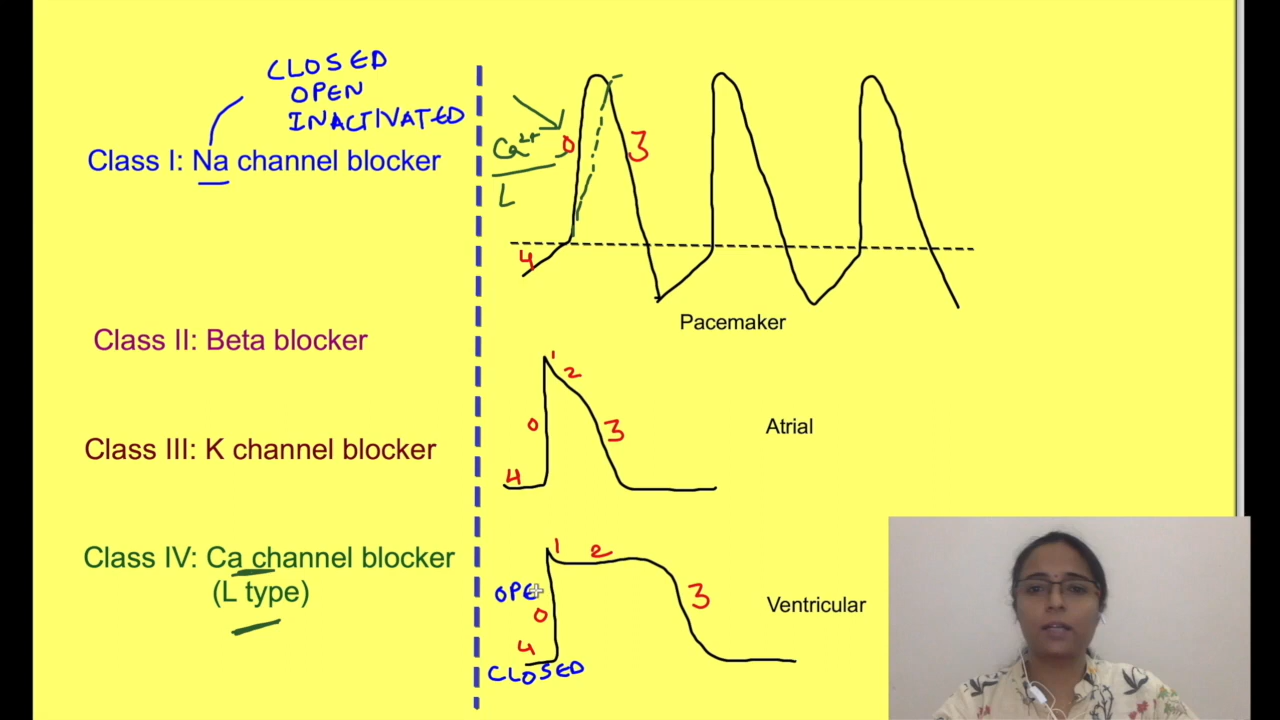 CLOSED
OPEN
INACTIVATED
Class I: Na channel blocker
Class II: Beta blocker
Class III: K channel blocker
Class IV: Ca channel blocker
(L type)
Ca²⁺
L
0
3
4
Pacemaker
1
2
0
3
4
Atrial
1
2
OPE
0
3
4
CLOSED
Ventricular